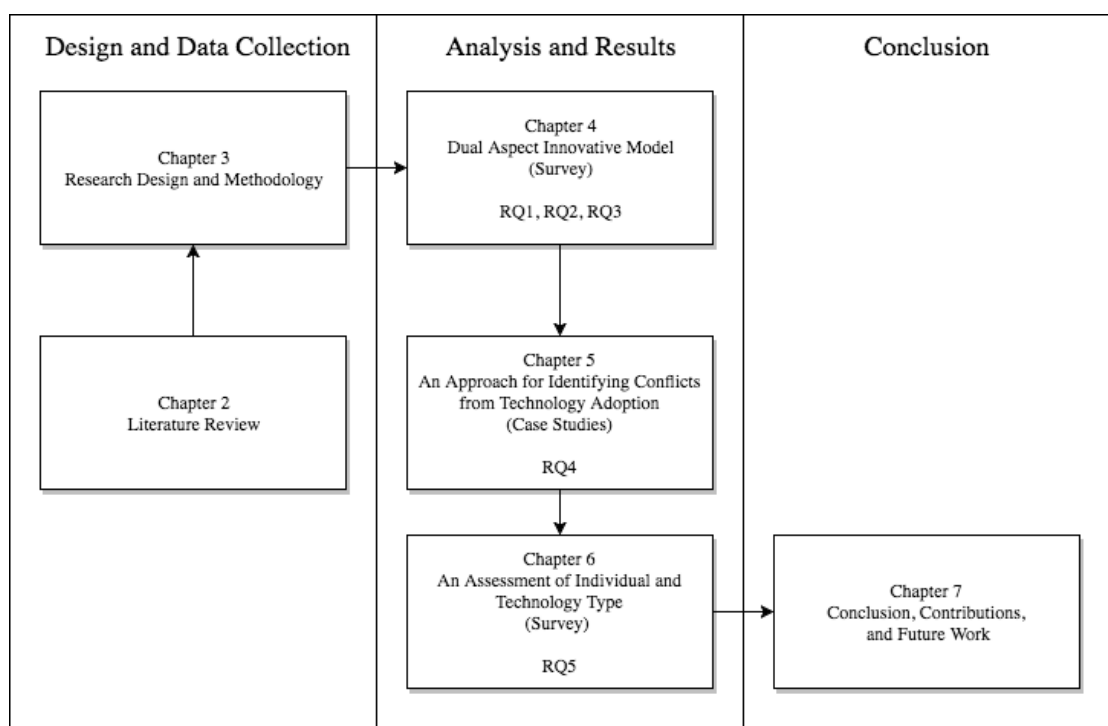 Design and Data Collection
Analysis and Results
Conclusion
Chapter 3
Research Design and Methodology
Chapter 2
Literature Review
Chapter 4
Dual Aspect Innovative Model
(Survey)
RQ1, RQ2, RQ3
Chapter 5
An Approach for Identifying Conflicts
from Technology Adoption
(Case Studies)
RQ4
Chapter 6
An Assessment of Individual and
Technology Type
(Survey)
RQ5
Chapter 7
Conclusion, Contributions,
and Future Work